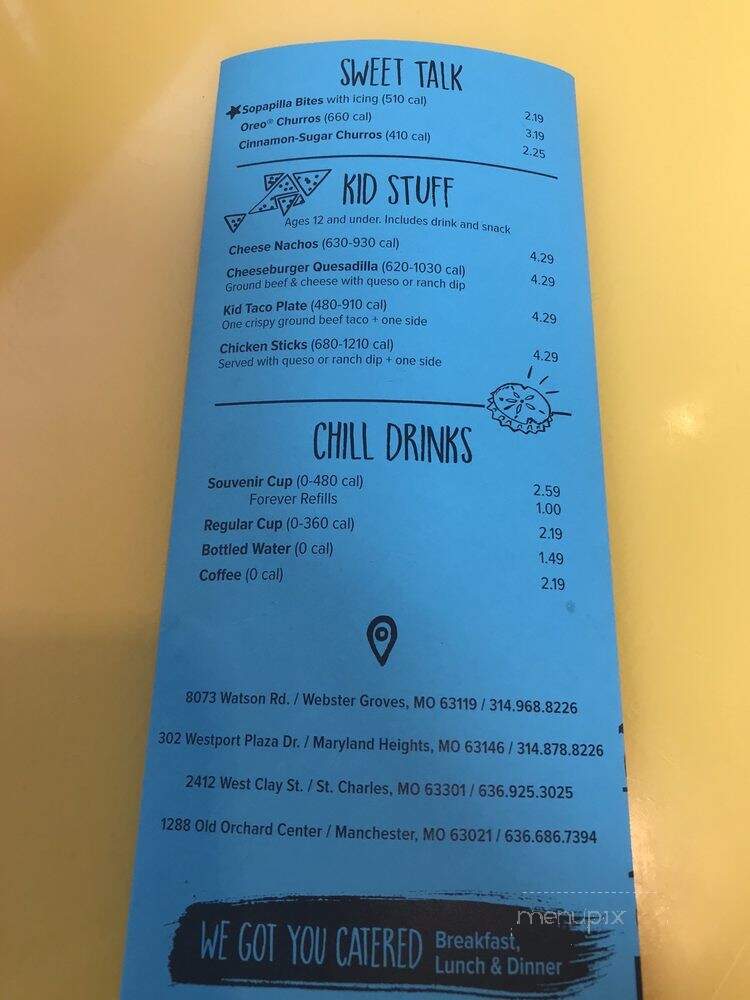 SWEET TALK
Sopapilla Bites with icing (510 cal) 2.19
Oreo® Churros (660 cal) 3.19
Cinnamon-Sugar Churros (410 cal) 2.25
KID STUFF
Ages 12 and under. Includes drink and snack
Cheese Nachos (630-930 cal) 4.29
Cheeseburger Quesadilla (620-1030 cal) 4.29
Ground beef & cheese with queso or ranch dip
Kid Taco Plate (480-910 cal) 4.29
One crispy ground beef taco + one side
Chicken Sticks (680-1210 cal) 4.29
Served with queso or ranch dip + one side
CHILL DRINKS
Souvenir Cup (0-480 cal) 2.59
Forever Refills 1.00
Regular Cup (0-360 cal) 2.19
Bottled Water (0 cal) 1.49
Coffee (0 cal) 2.19
8073 Watson Rd. / Webster Groves, MO 63119 / 314.968.8226
302 Westport Plaza Dr. / Maryland Heights, MO 63146 / 314.878.8226
2412 West Clay St. / St. Charles, MO 63301 / 636.925.3025
1288 Old Orchard Center / Manchester, MO 63021 / 636.686.7394
WE GOT YOU CATERED Breakfast,
Lunch & Dinner
menupix